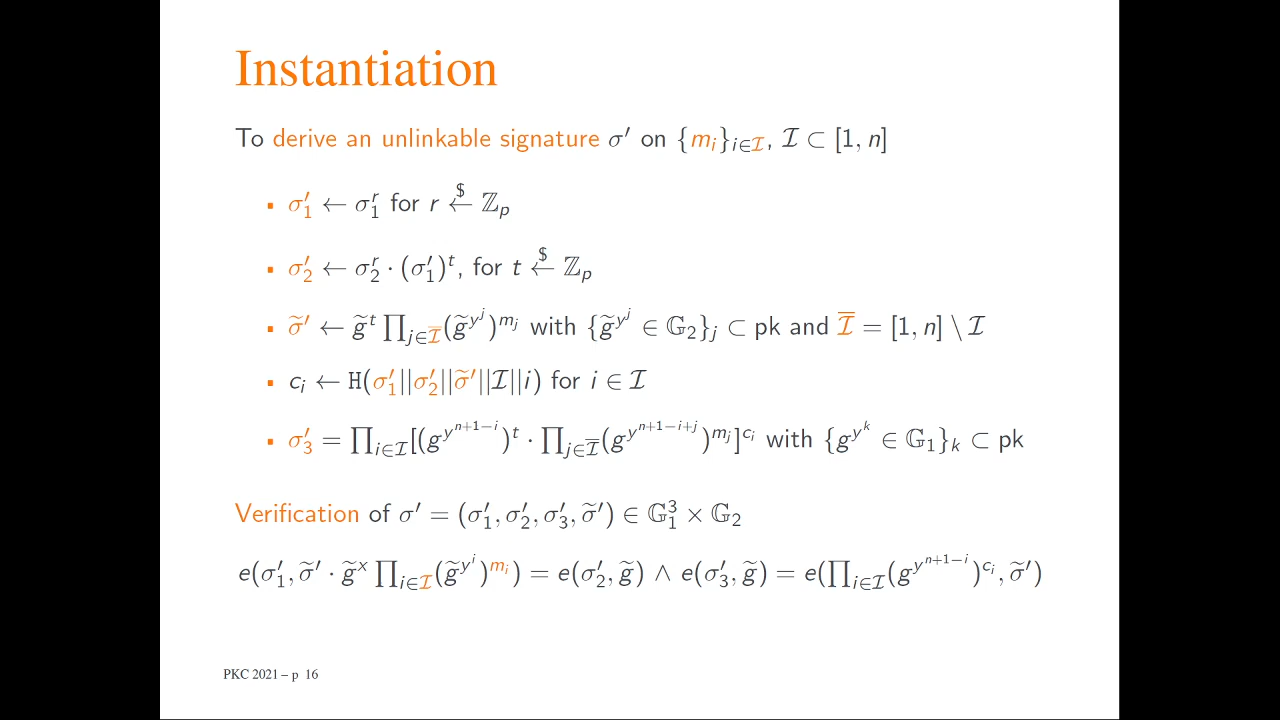 Instantiation
To derive an unlinkable signature σ′ on {m_i}_{i∈ℐ}, ℐ ⊂ [1, n]
▪ σ′_1 ← σ_1^r for r ←^$ ℤ_p
▪ σ′_2 ← σ_2^r · (σ′_1)^t, for t ←^$ ℤ_p
▪ σ̃′ ← g̃^t ∏_{j∈ℐ̅} (g̃^{y^j})^{m_j} with {g̃^{y^j} ∈ 𝔾_2}_j ⊂ pk and ℐ̅ = [1, n] \ ℐ
▪ c_i ← H(σ′_1||σ′_2||σ̃′||ℐ||i) for i ∈ ℐ
▪ σ′_3 = ∏_{i∈ℐ}[(g^{y^{n+1−i}})^t · ∏_{j∈ℐ̅}(g^{y^{n+1−i+j}})^{m_j}]^{c_i} with {g^{y^k} ∈ 𝔾_1}_k ⊂ pk
Verification of σ′ = (σ′_1, σ′_2, σ′_3, σ̃′) ∈ 𝔾_1^3 × 𝔾_2
e(σ′_1, σ̃′ · g̃^x ∏_{i∈ℐ}(g̃^{y^i})^{m_i}) = e(σ′_2, g̃) ∧ e(σ′_3, g̃) = e(∏_{i∈ℐ}(g^{y^{n+1−i}})^{c_i}, σ̃′)
PKC 2021 – p 16